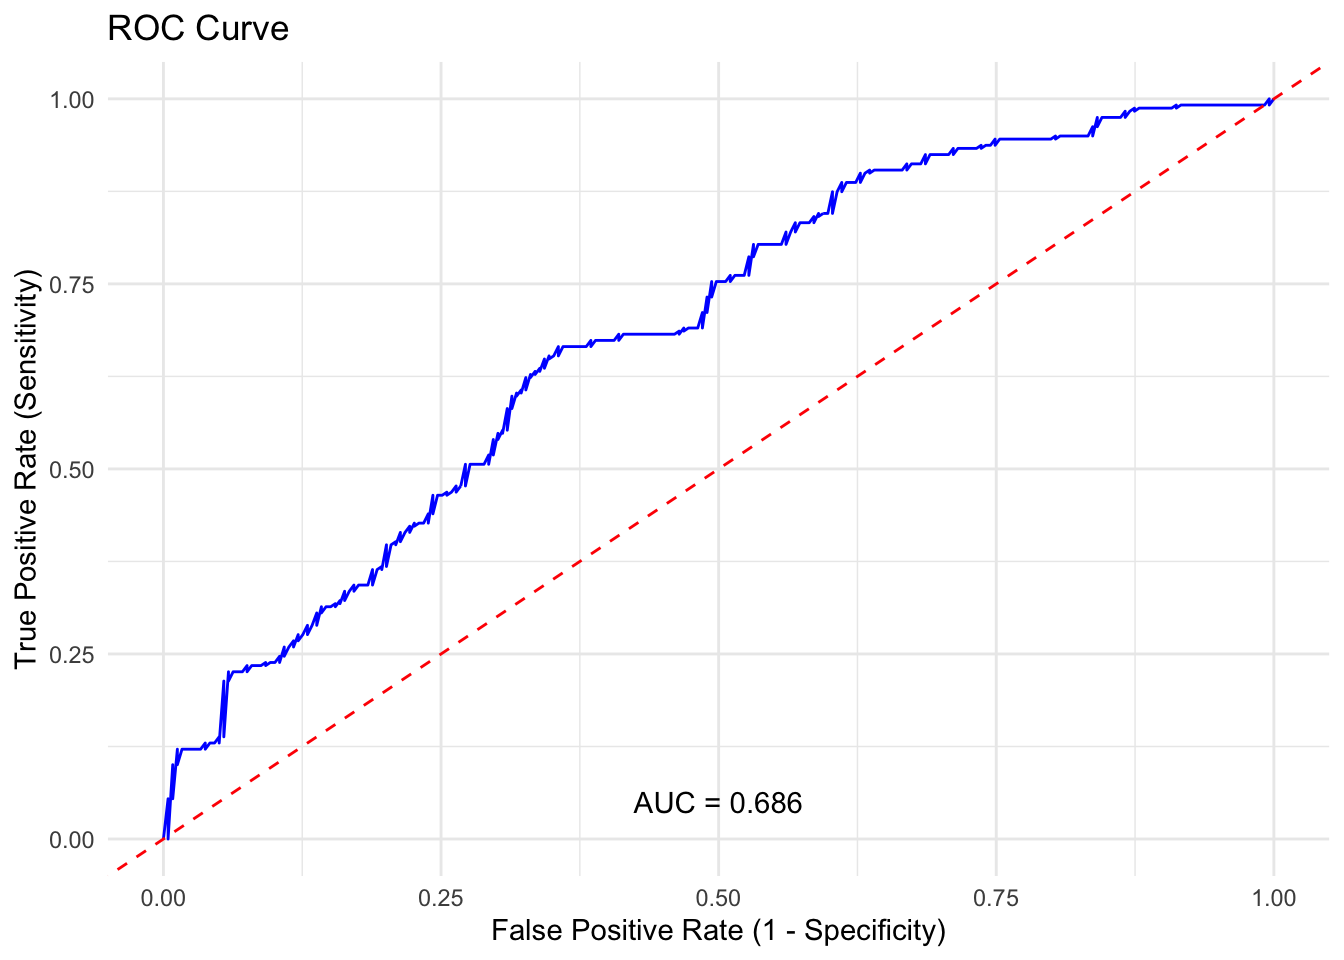 ROC Curve
True Positive Rate (Sensitivity)
1.00
0.75
0.50
0.25
0.00
AUC = 0.686
0.00 0.25 0.50 0.75 1.00
False Positive Rate (1 - Specificity)